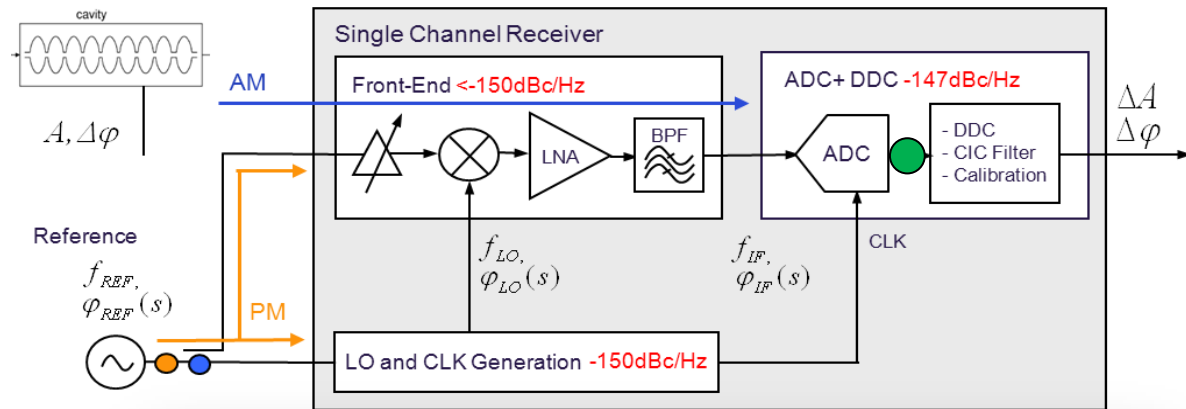 cavity
A, Δφ
Single Channel Receiver
AM
Front-End <-150dBc/Hz
LNA
BPF
ADC+ DDC -147dBc/Hz
ADC
- DDC
- CIC Filter
- Calibration
ΔA
Δφ
Reference
f_REF,
φ_REF(s)
PM
f_LO,
φ_LO(s)
f_IF,
φ_IF(s)
CLK
LO and CLK Generation -150dBc/Hz